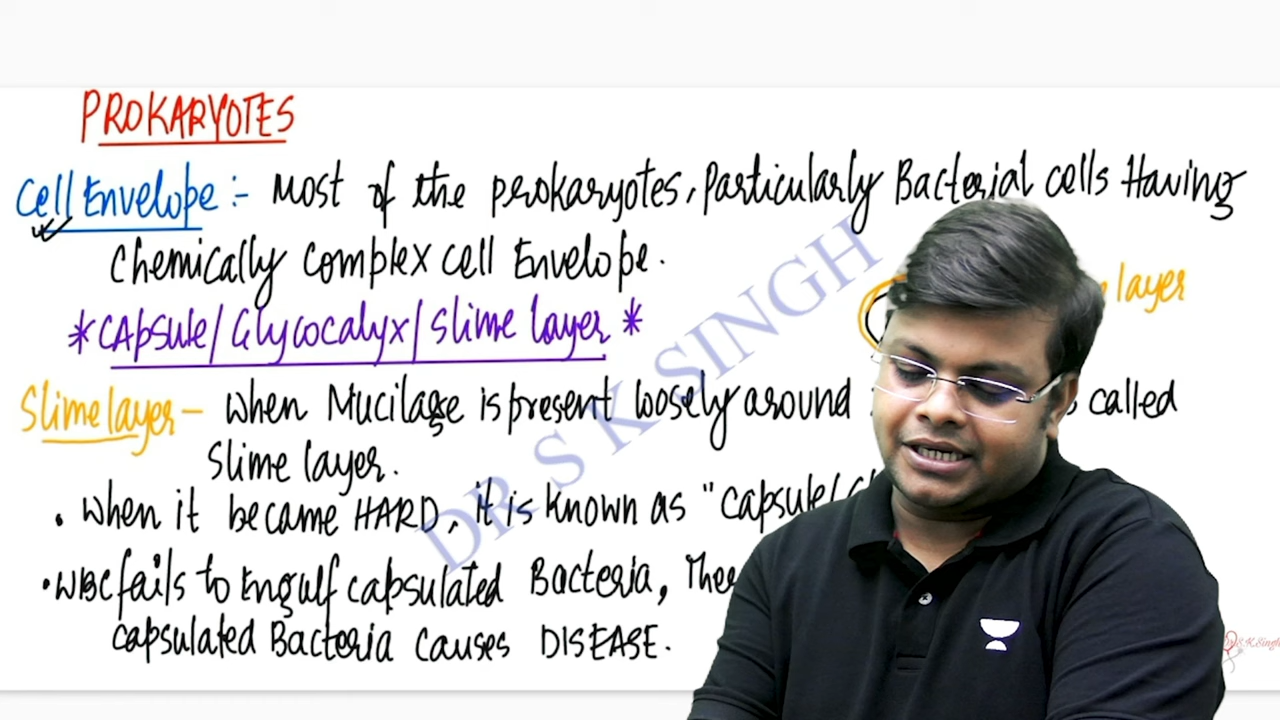 PROKARYOTES
Cell Envelope :- Most of the prokaryotes, Particularly Bacterial cells Having
Chemically complex cell Envelope.
layer
* CApsule/Glycocalyx/Slime layer *
Slime layer - When Mucilage is present loosely around called
Slime layer.
. When it became HARD, it is known as "capsule/
. WBC fails to Engulf capsulated Bacteria,
capsulated Bacteria causes DISEASE.
DR S K SINGH
Dr.S.K.Singh